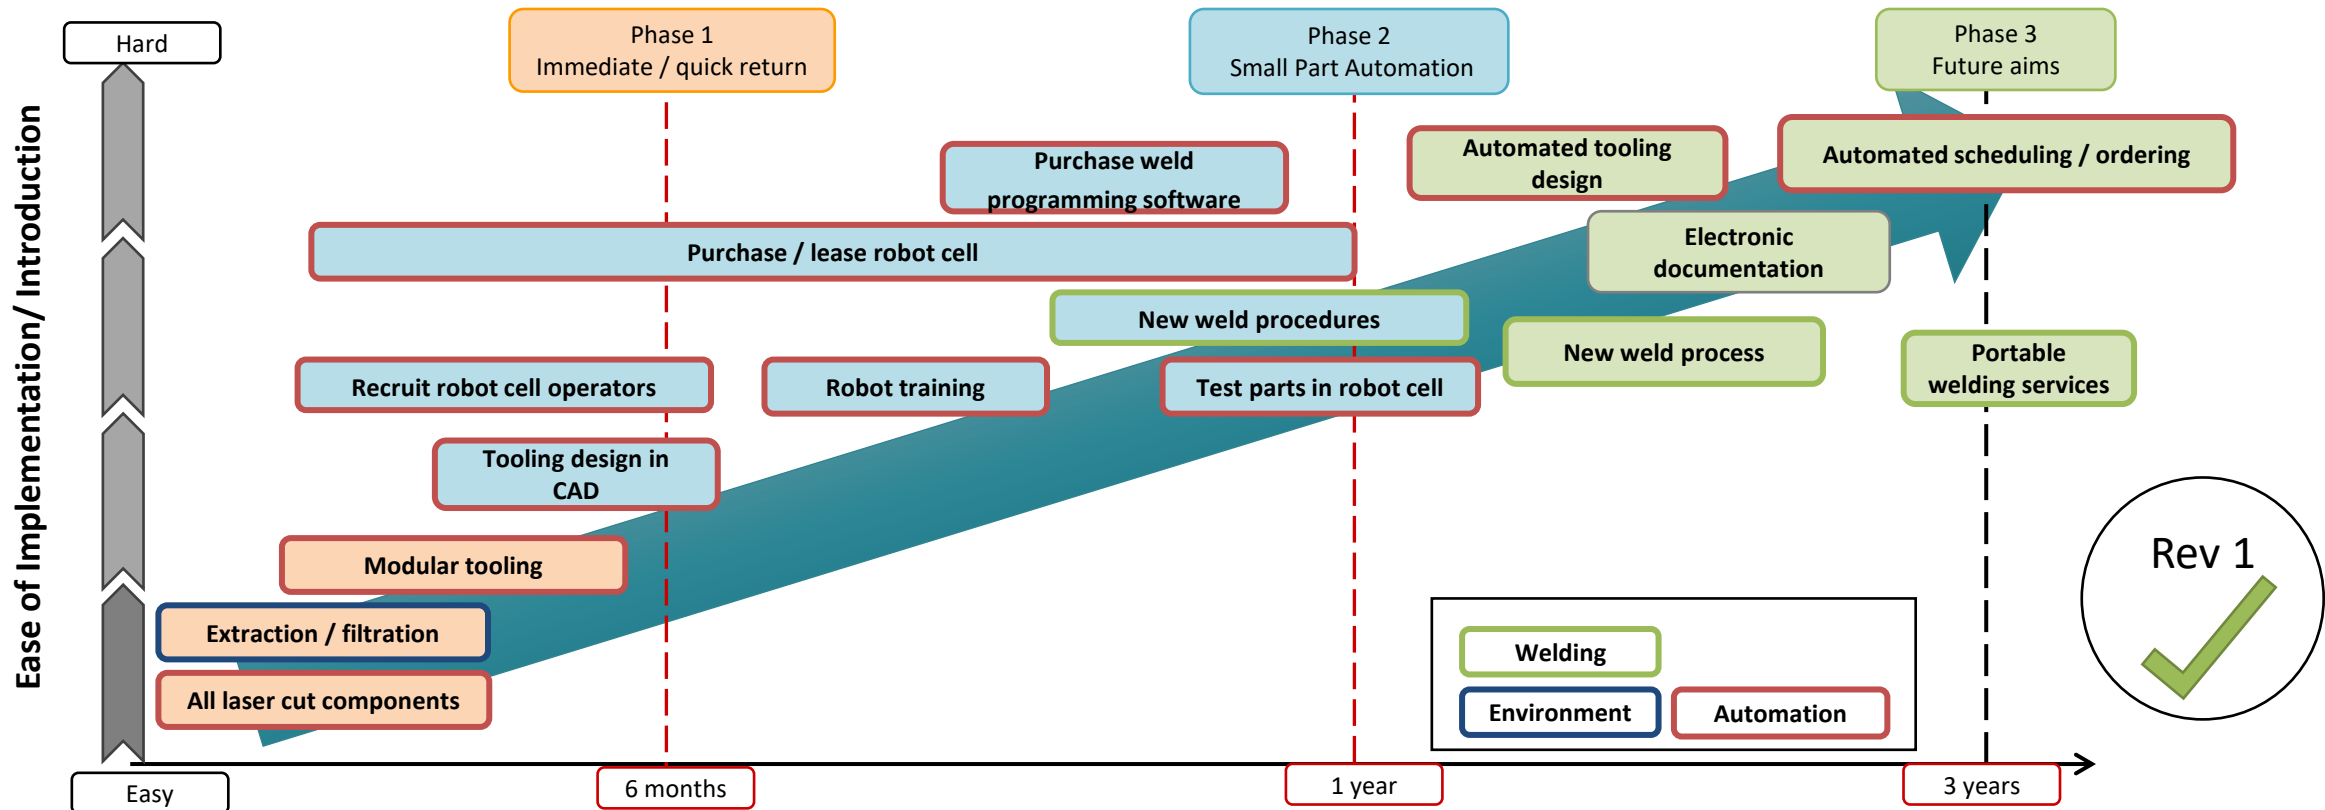 Hard
Phase 1
Immediate / quick return
Phase 2
Small Part Automation
Phase 3
Future aims
Ease of Implementation/ Introduction
Purchase weld
programming software
Automated tooling
design
Automated scheduling / ordering
Purchase / lease robot cell
Electronic
documentation
New weld procedures
New weld process
Portable
welding services
Recruit robot cell operators
Robot training
Test parts in robot cell
Tooling design in
CAD
Modular tooling
Rev 1
Extraction / filtration
All laser cut components
Welding
Environment
Automation
Easy
6 months
1 year
3 years